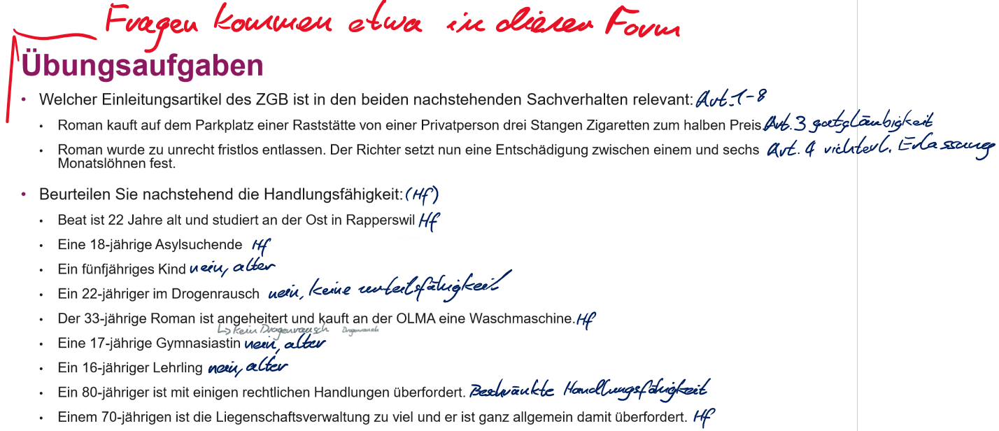 Fragen kommen etwa in dieser Form
Übungsaufgaben
• Welcher Einleitungsartikel des ZGB ist in den beiden nachstehenden Sachverhalten relevant: Art. 1-8
• Roman kauft auf dem Parkplatz einer Raststätte von einer Privatperson drei Stangen Zigaretten zum halben Preis. Art. 3 gutgläubigkeit
• Roman wurde zu unrecht fristlos entlassen. Der Richter setzt nun eine Entschädigung zwischen einem und sechs Art. 4 richterl. Erlassung
Monatslöhnen fest.
• Beurteilen Sie nachstehend die Handlungsfähigkeit: (Hf)
• Beat ist 22 Jahre alt und studiert an der Ost in Rapperswil Hf
• Eine 18-jährige Asylsuchende Hf
• Ein fünfjähriges Kind nein, alter
• Ein 22-jähriger im Drogenrausch nein, keine urteilsfähigkeit
• Der 33-jährige Roman ist angeheitert und kauft an der OLMA eine Waschmaschine. Hf
↳ kein Drogenrausch Drogenrausch
• Eine 17-jährige Gymnasiastin nein, alter
• Ein 16-jähriger Lehrling nein, alter
• Ein 80-jähriger ist mit einigen rechtlichen Handlungen überfordert. Beschränkte Handlungsfähigkeit
• Einem 70-jährigen ist die Liegenschaftsverwaltung zu viel und er ist ganz allgemein damit überfordert. Hf